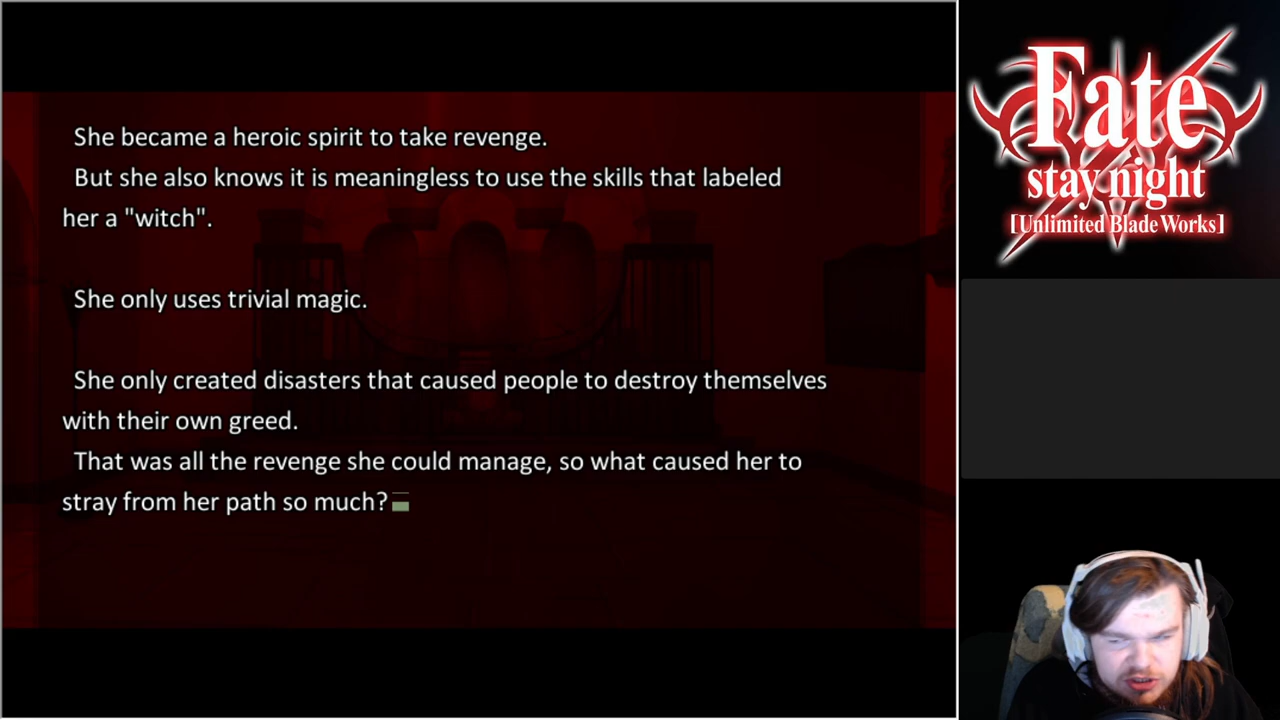 She became a heroic spirit to take revenge.
But she also knows it is meaningless to use the skills that labeled
her a "witch".
She only uses trivial magic.
She only created disasters that caused people to destroy themselves
with their own greed.
That was all the revenge she could manage, so what caused her to
stray from her path so much?
Fate
stay night
[Unlimited Blade Works]